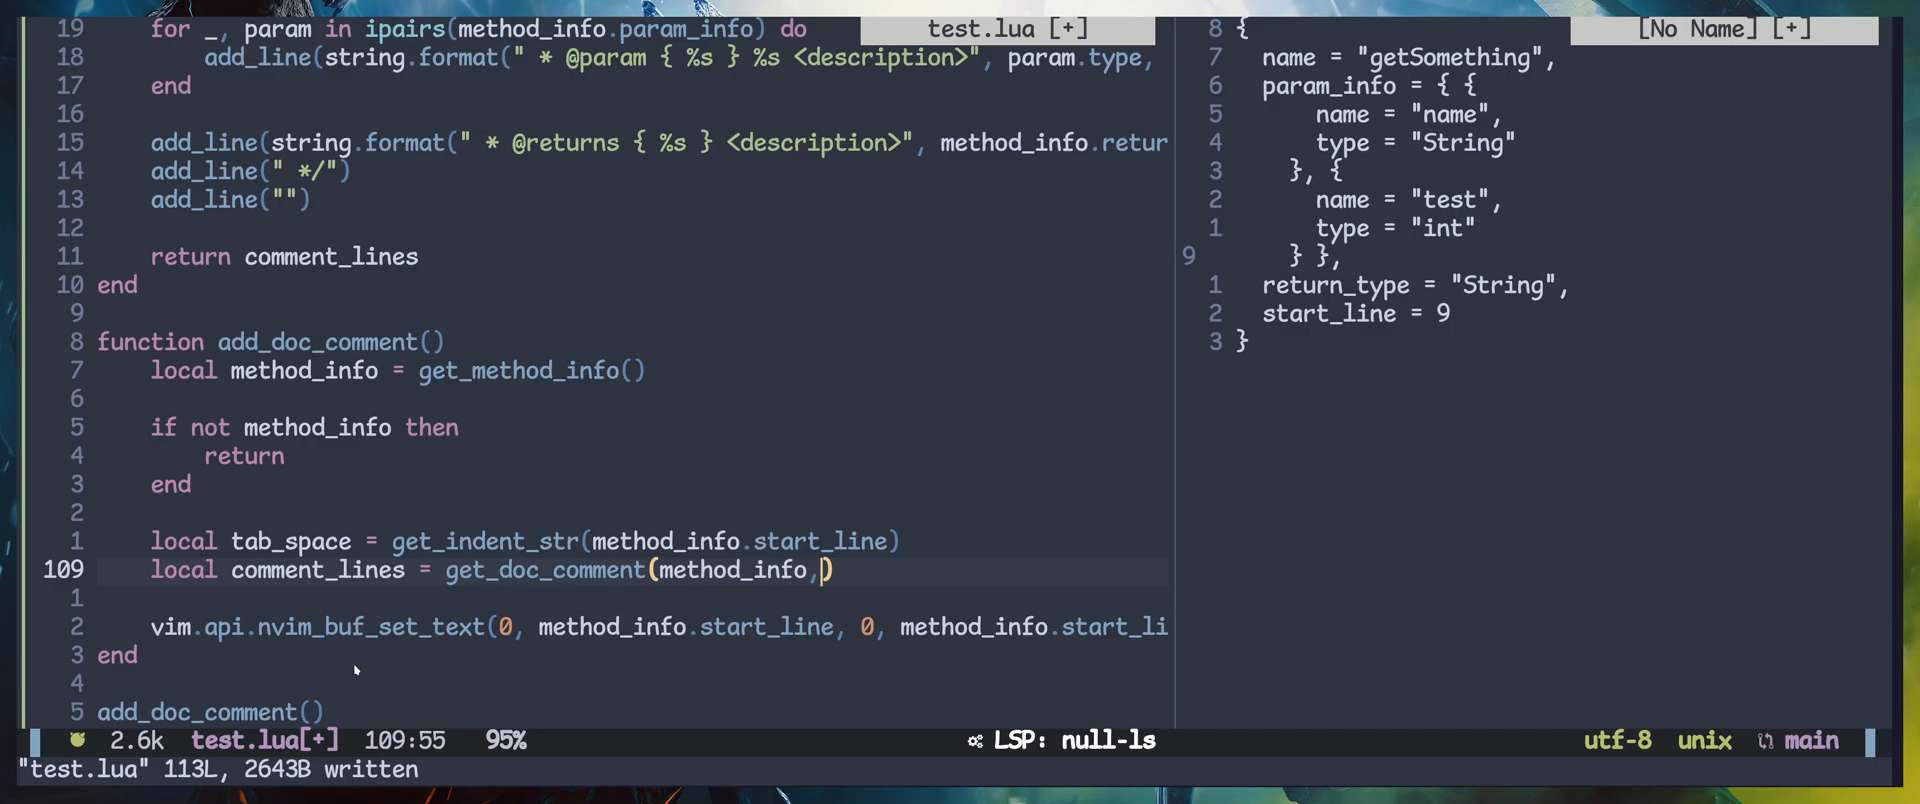 19 for _, param in ipairs(method_info.param_info) do
test.lua [+]
18 add_line(string.format(" * @param { %s } %s <description>", param.type,
17 end
16
15 add_line(string.format(" * @returns { %s } <description>", method_info.retur
14 add_line(" */")
13 add_line("")
12
11 return comment_lines
10 end
9
8 function add_doc_comment()
7 local method_info = get_method_info()
6
5 if not method_info then
4 return
3 end
2
1 local tab_space = get_indent_str(method_info.start_line)
109 local comment_lines = get_doc_comment(method_info,)
1
2 vim.api.nvim_buf_set_text(0, method_info.start_line, 0, method_info.start_li
3 end
4
5 add_doc_comment()
8 {
[No Name] [+]
7 name = "getSomething",
6 param_info = { {
5 name = "name",
4 type = "String"
3 }, {
2 name = "test",
1 type = "int"
9 } },
1 return_type = "String",
2 start_line = 9
3 }
2.6k test.lua[+] 109:55 95% LSP: null-ls utf-8 unix main
"test.lua" 113L, 2643B written